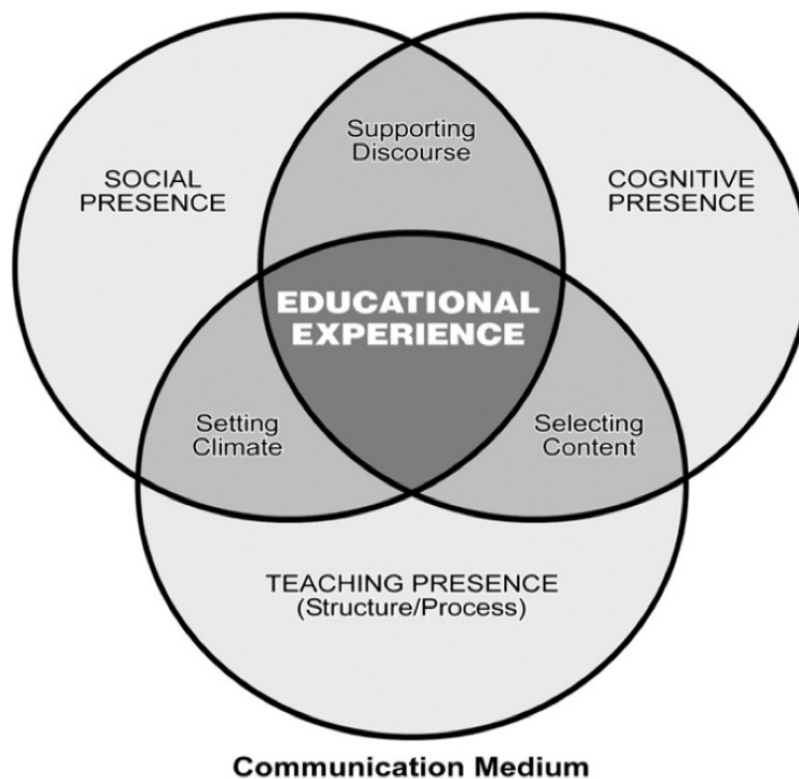 Supporting
Discourse
SOCIAL
PRESENCE
COGNITIVE
PRESENCE
EDUCATIONAL
EXPERIENCE
Setting
Climate
Selecting
Content
TEACHING PRESENCE
(Structure/Process)
Communication Medium